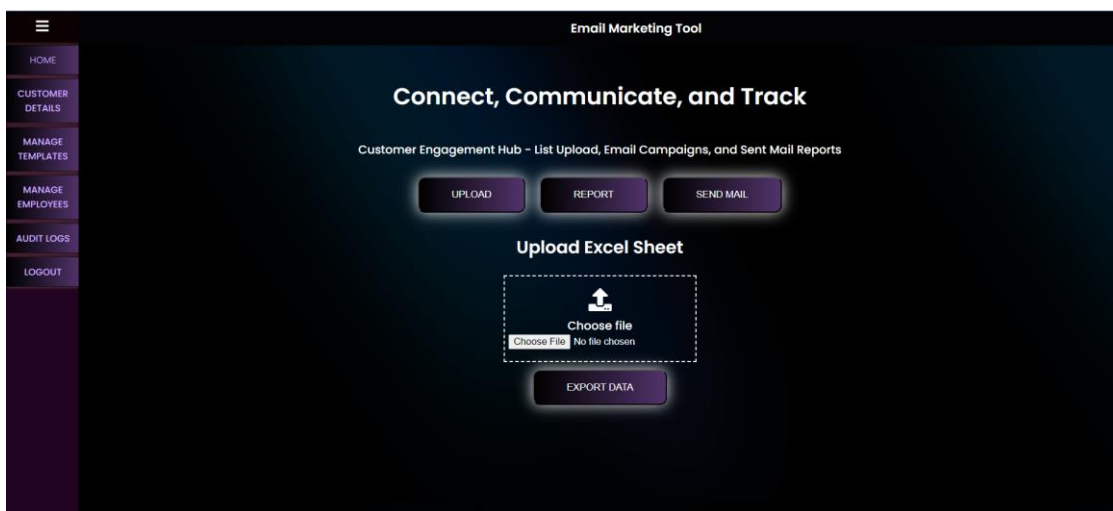 Email Marketing Tool
HOME
CUSTOMER
DETAILS
MANAGE
TEMPLATES
MANAGE
EMPLOYEES
AUDIT LOGS
LOGOUT
Connect, Communicate, and Track
Customer Engagement Hub - List Upload, Email Campaigns, and Sent Mail Reports
UPLOAD REPORT SEND MAIL
Upload Excel Sheet
Choose file
Choose File No file chosen
EXPORT DATA